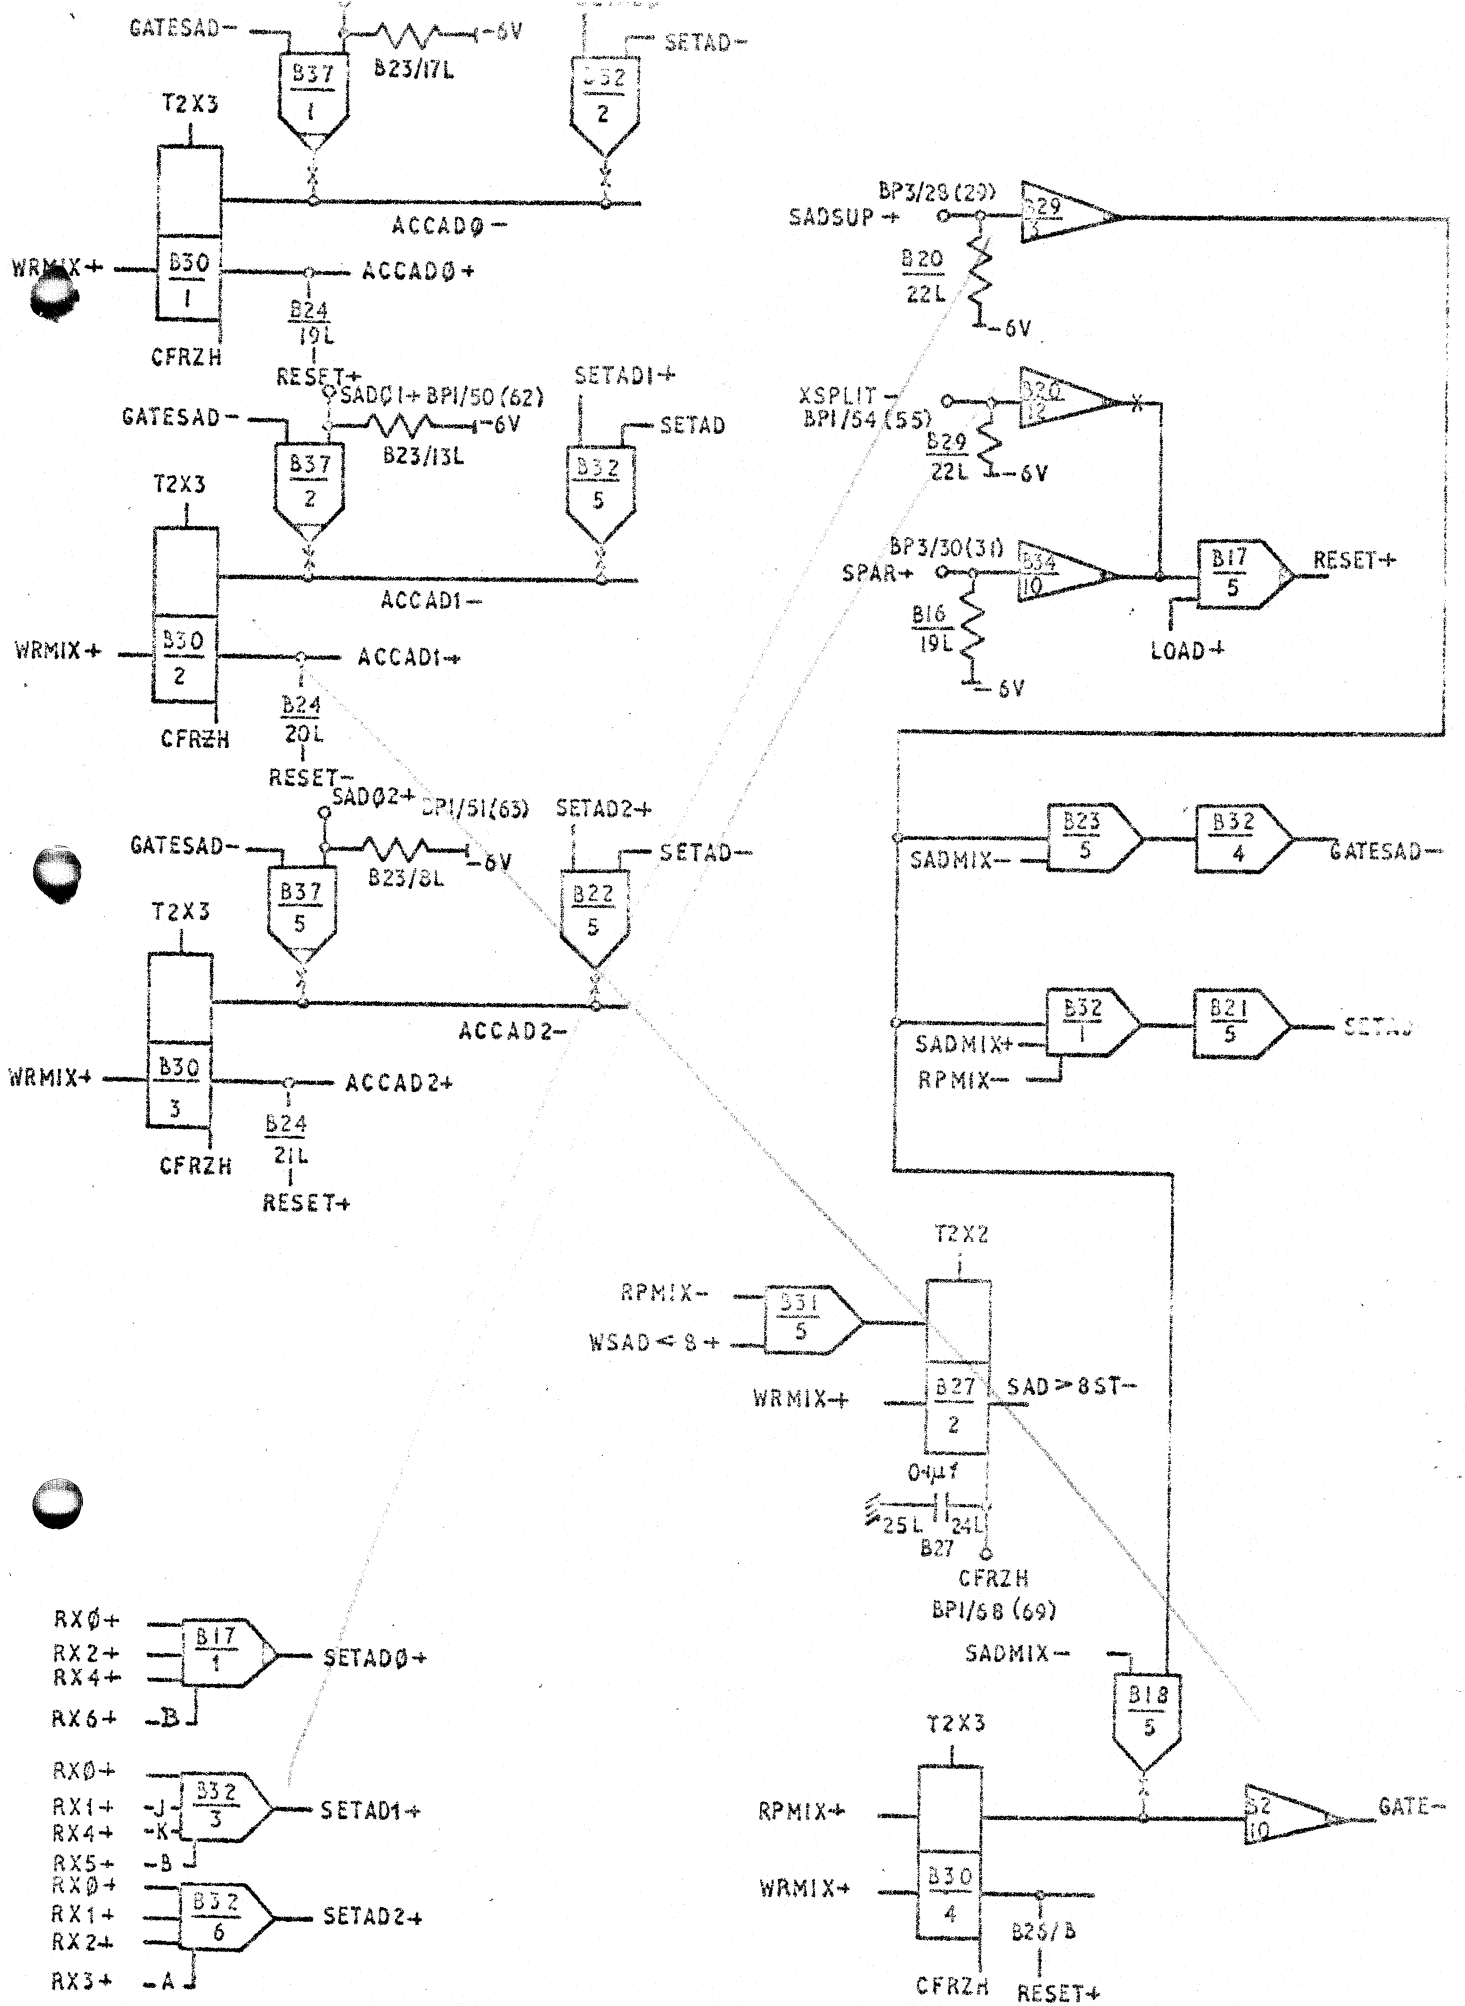 GATESAD-
-6V
SETAD-
B37
1
B23/17L
B32
2
T2X3
ACCADØ-
WRMIX+
B30
1
ACCADØ+
B24
19L
CFRZH
RESET+
SADØ1+ BP1/50(62)
SETAD1+
GATESAD-
-6V
SETAD
B37
2
B23/13L
B32
5
T2X3
ACCAD1-
WRMIX+
B30
2
ACCAD1+
B24
20L
CFRZH
RESET-
SADØ2+ BP1/51(63)
SETAD2+
GATESAD-
-6V
SETAD-
B37
5
B23/8L
B22
5
T2X3
ACCAD2-
WRMIX+
B30
3
ACCAD2+
B24
21L
CFRZH
RESET+
BP3/28(29)
SADSUP+
B29
3
B20
22L
-6V
XSPLIT-
BP1/54(55)
B20
12
B29
22L
-6V
BP3/30(31)
SPAR+
B34
10
B17
5
RESET+
B16
19L
LOAD+
-6V
B23
5
B32
4
SADMIX-
GATESAD-
B32
1
B21
5
SADMIX+
RPMIX-
T2X2
RPMIX-
B31
5
WSAD<8+
SAD>8ST-
WRMIX+
B27
2
25L
24L
B27
CFRZH
BP1/68(69)
SADMIX-
B18
5
T2X3
RPMIX+
S2
10
GATE-
WRMIX+
B30
4
B26/B
CFRZH
RESET+
RXØ+
RX2+
RX4+
RX6+
B
B17
1
SETADØ+
RXØ+
RX1+
J
RX4+
K
RX5+
B
B32
3
SETAD1+
RXØ+
RX1+
RX2+
RX3+
A
B32
6
SETAD2+